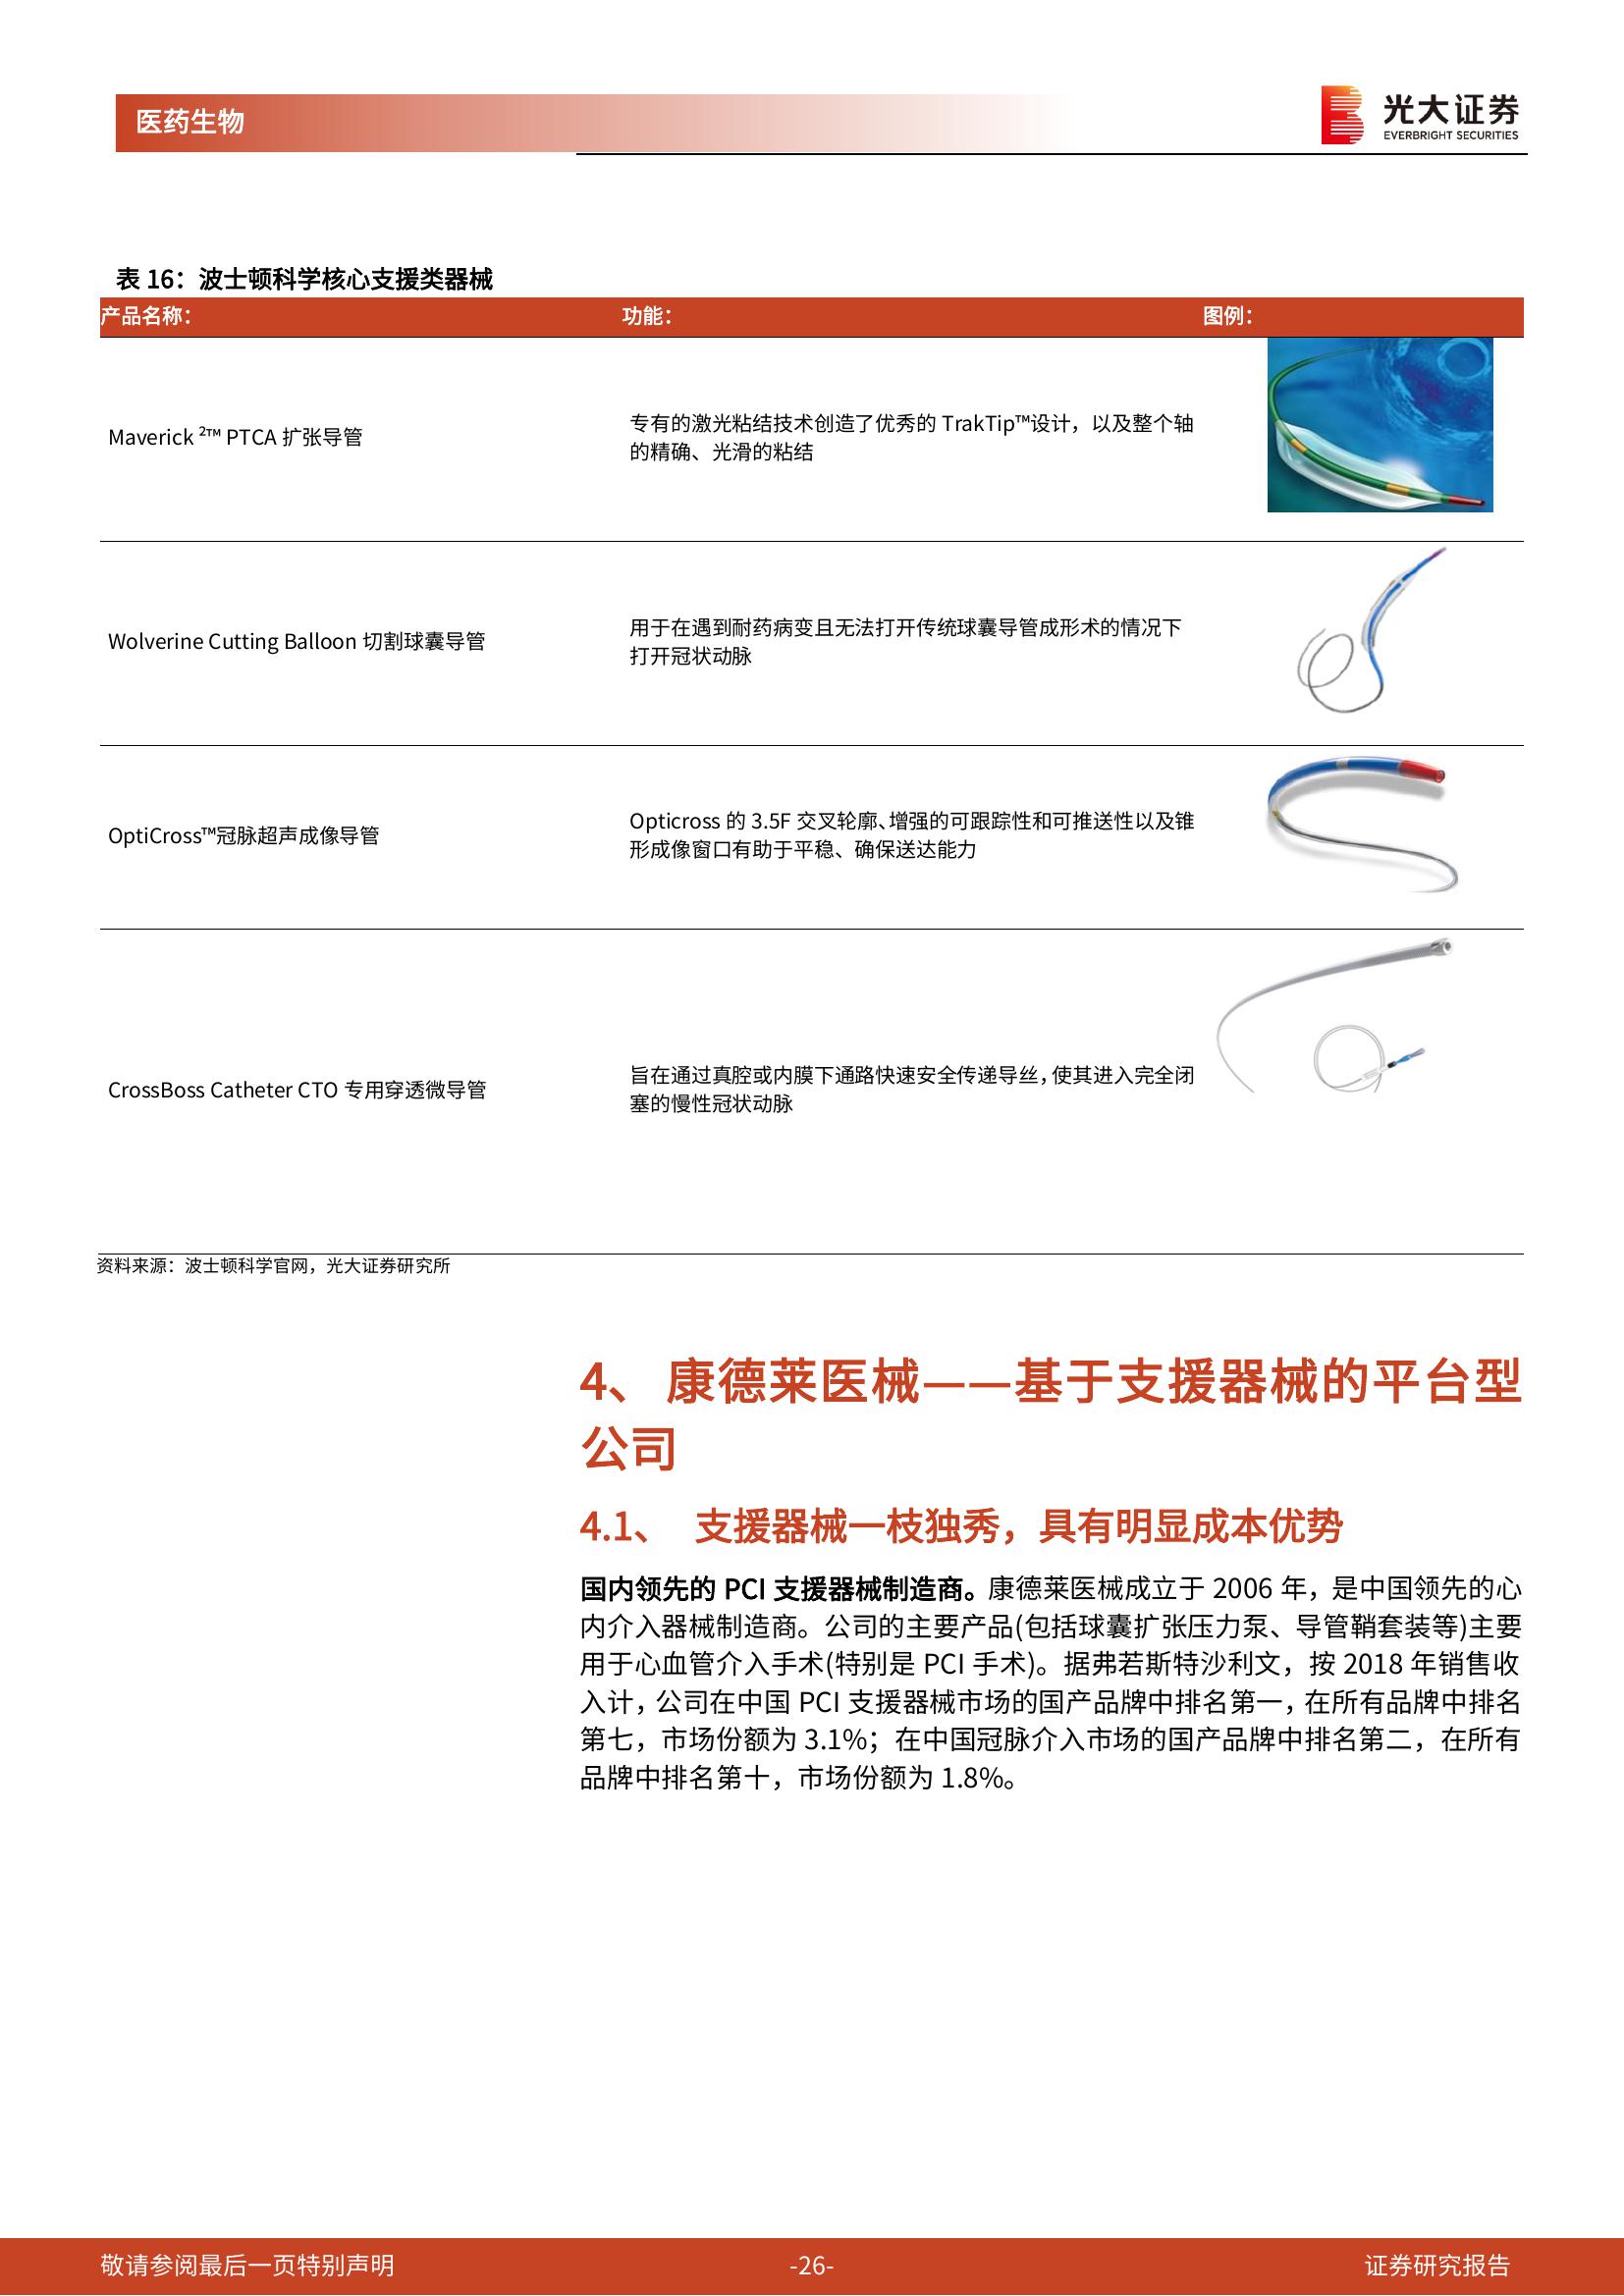 医药生物
光大证券
EVERBRIGHT SECURITIES
表 16：波士顿科学核心支援类器械
产品名称： 功能： 图例：
Maverick ²™ PTCA 扩张导管
专有的激光粘结技术创造了优秀的 TrakTip™设计，以及整个轴
的精确、光滑的粘结
Wolverine Cutting Balloon 切割球囊导管
用于在遇到耐药病变且无法打开传统球囊导管成形术的情况下
打开冠状动脉
OptiCross™冠脉超声成像导管
Opticross 的 3.5F 交叉轮廓、增强的可跟踪性和可推送性以及锥
形成像窗口有助于平稳、确保送达能力
CrossBoss Catheter CTO 专用穿透微导管
旨在通过真腔或内膜下通路快速安全传递导丝，使其进入完全闭
塞的慢性冠状动脉
资料来源：波士顿科学官网，光大证券研究所
4、 康德莱医械——基于支援器械的平台型
公司
4.1、 支援器械一枝独秀，具有明显成本优势
国内领先的 PCI 支援器械制造商。康德莱医械成立于 2006 年，是中国领先的心
内介入器械制造商。公司的主要产品(包括球囊扩张压力泵、导管鞘套装等)主要
用于心血管介入手术(特别是 PCI 手术)。据弗若斯特沙利文，按 2018 年销售收
入计，公司在中国 PCI 支援器械市场的国产品牌中排名第一，在所有品牌中排名
第七，市场份额为 3.1%；在中国冠脉介入市场的国产品牌中排名第二，在所有
品牌中排名第十，市场份额为 1.8%。
敬请参阅最后一页特别声明 -26- 证券研究报告